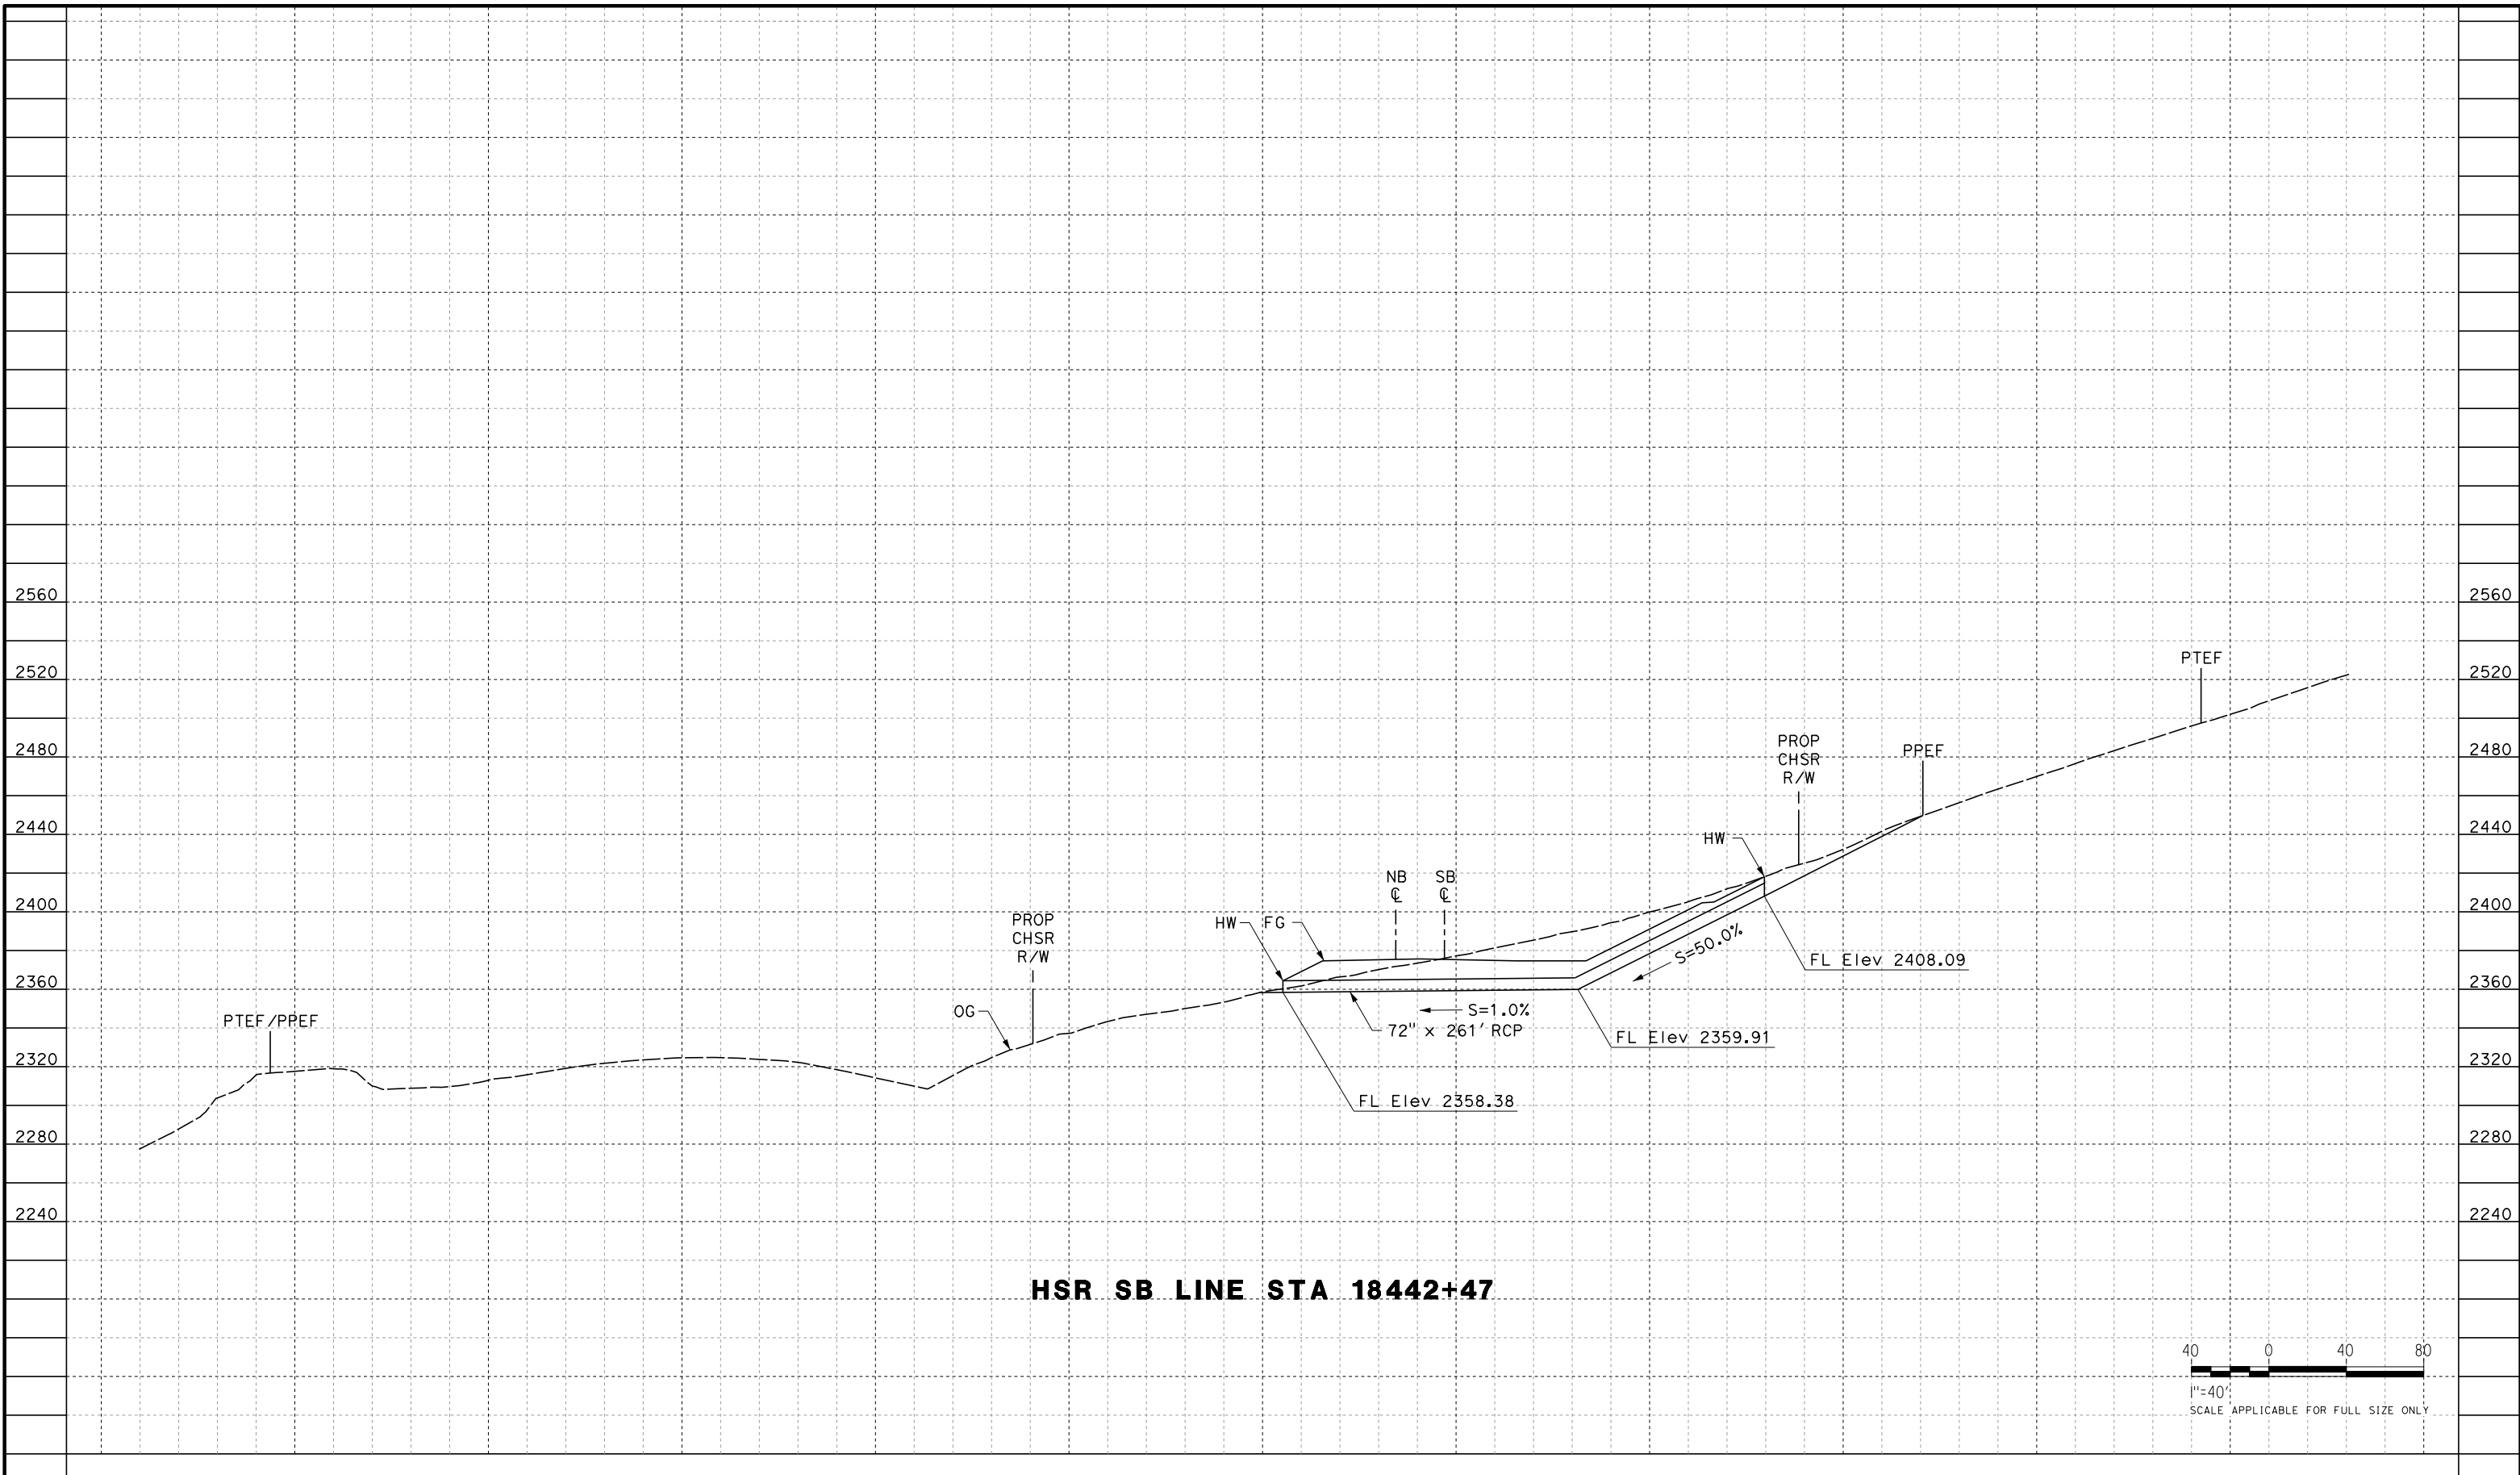 2560
2560
2520
PTEF
2520
2480
PROP
CHSR
R/W
PPEF
2480
2440
HW
2440
2400
PROP
CHSR
R/W
HW
FG
NB
℄
SB
℄
S=50.0%
FL Elev 2408.09
2400
2360
2360
PTEF/PPEF
OG
S=1.0%
72" x 261' RCP
FL Elev 2359.91
2320
2320
FL Elev 2358.38
2280
2280
2240
2240
HSR SB LINE STA 18442+47
40 0 40 80
1"=40'
SCALE APPLICABLE FOR FULL SIZE ONLY